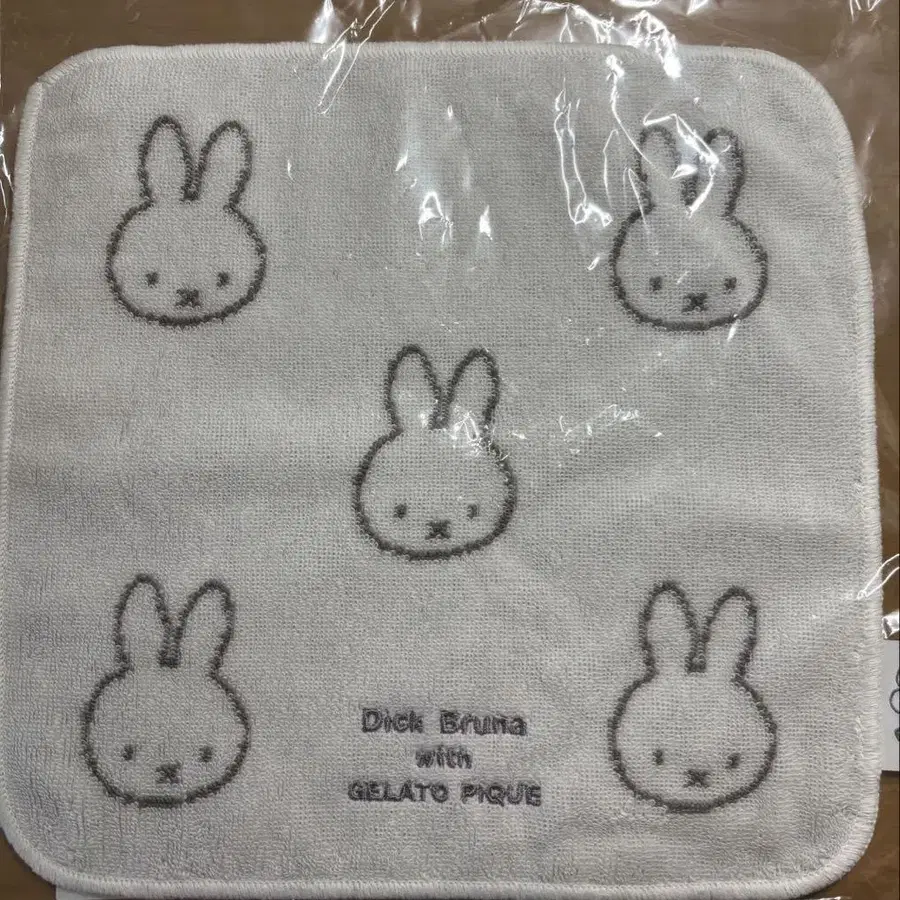 Dick Bruna
with
GELATO PIQUE